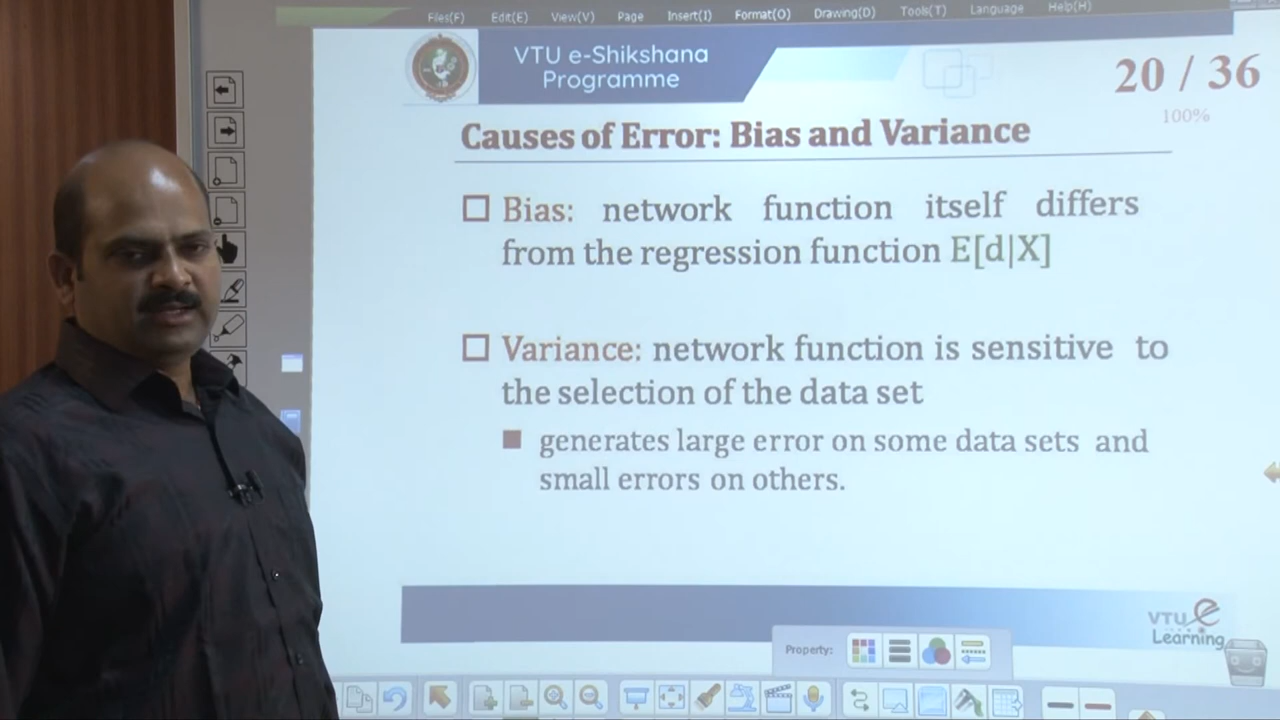 Files(F) Edit(E) View(V) Page Insert(I) Format(O) Drawing(D) Tools(T) Language Help(H)
VTU e-Shikshana
Programme
20 / 36
100%
Causes of Error: Bias and Variance
Bias: network function itself differs
from the regression function E[d|X]
Variance: network function is sensitive to
the selection of the data set
generates large error on some data sets and
small errors on others.
VTU e
Learning
Property: